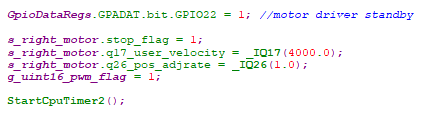 GpioDataRegs.GPADAT.bit.GPIO22 = 1; //motor driver standby
s_right_motor.stop_flag = 1;
s_right_motor.q17_user_velocity = _IQ17(4000.0);
s_right_motor.q26_pos_adjrate = _IQ26(1.0);
g_uint16_pwm_flag = 1;
StartCpuTimer2();